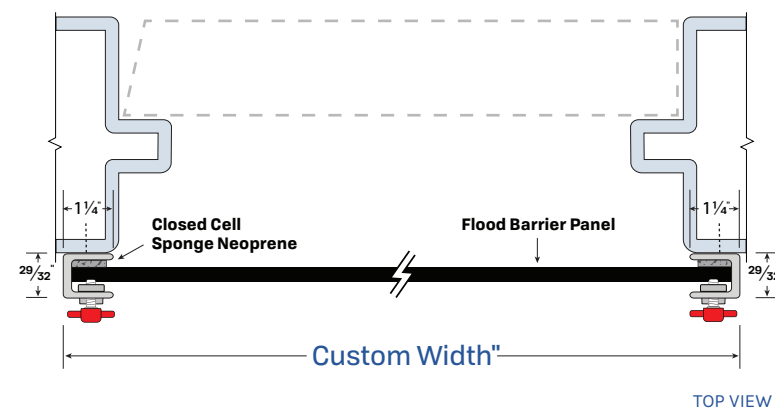 1¼"
Closed Cell
Sponge Neoprene
Flood Barrier Panel
1¼"
29/32"
29/32
Custom Width"
TOP VIEW